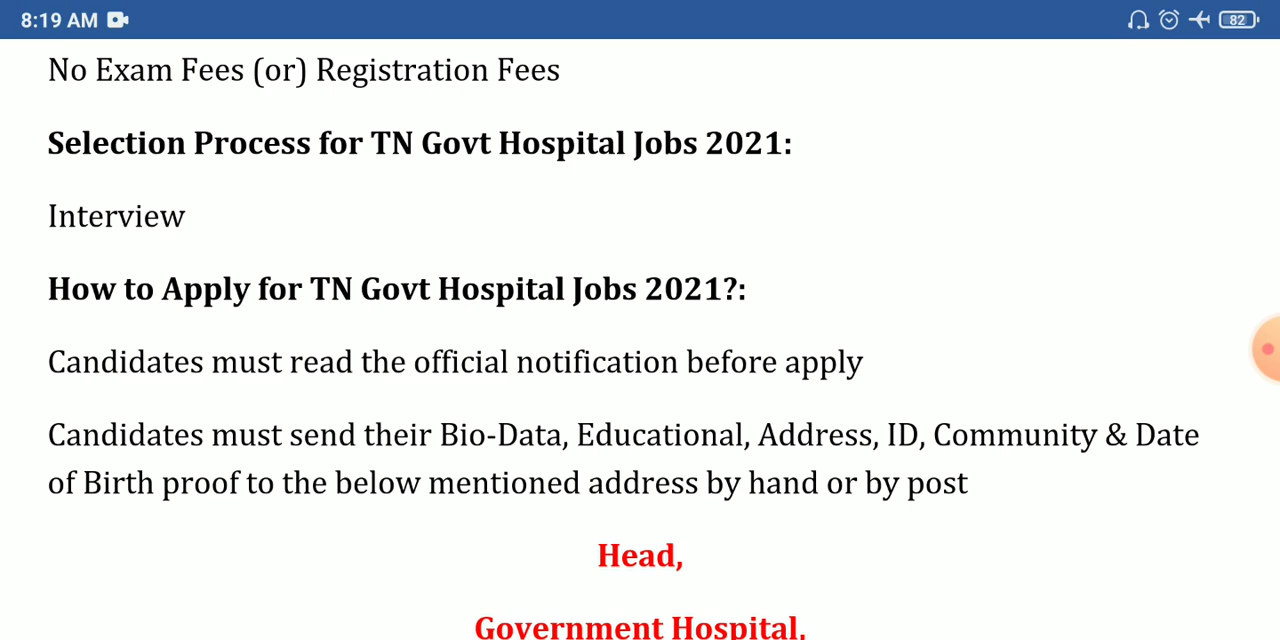 8:19 AM
82
No Exam Fees (or) Registration Fees
Selection Process for TN Govt Hospital Jobs 2021:
Interview
How to Apply for TN Govt Hospital Jobs 2021?:
Candidates must read the official notification before apply
Candidates must send their Bio-Data, Educational, Address, ID, Community & Date
of Birth proof to the below mentioned address by hand or by post
Head,
Government Hospital,